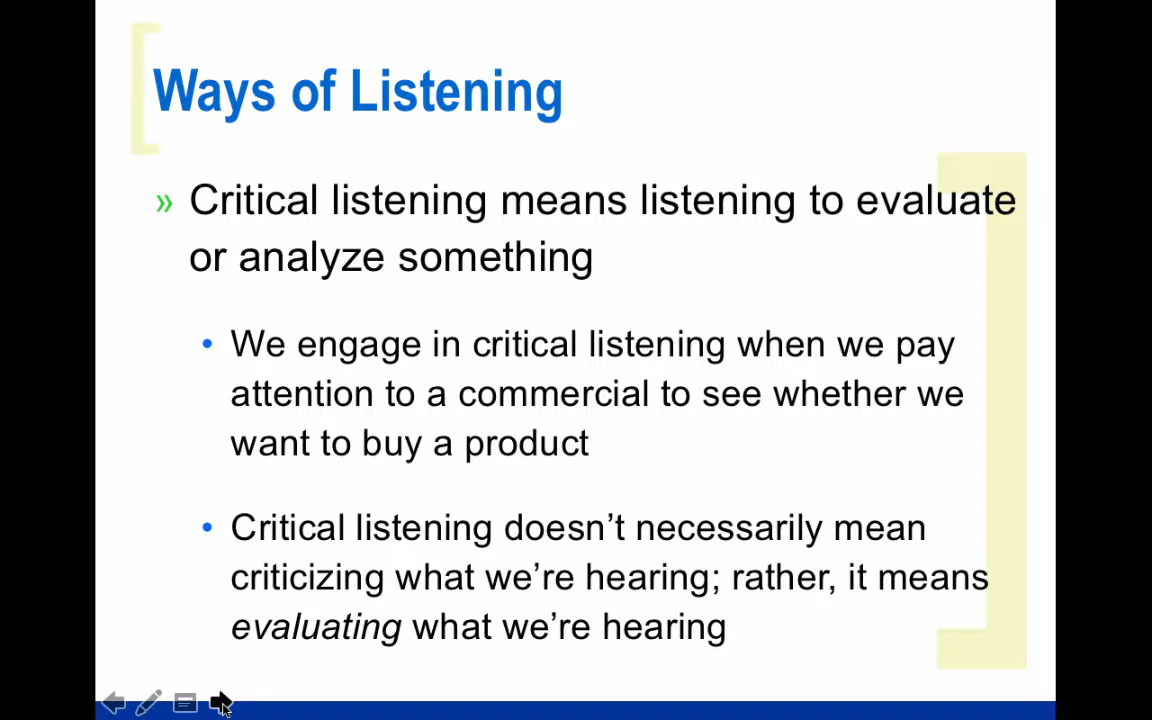 Ways of Listening
» Critical listening means listening to evaluate
or analyze something
• We engage in critical listening when we pay
attention to a commercial to see whether we
want to buy a product
• Critical listening doesn’t necessarily mean
criticizing what we’re hearing; rather, it means
evaluating what we’re hearing